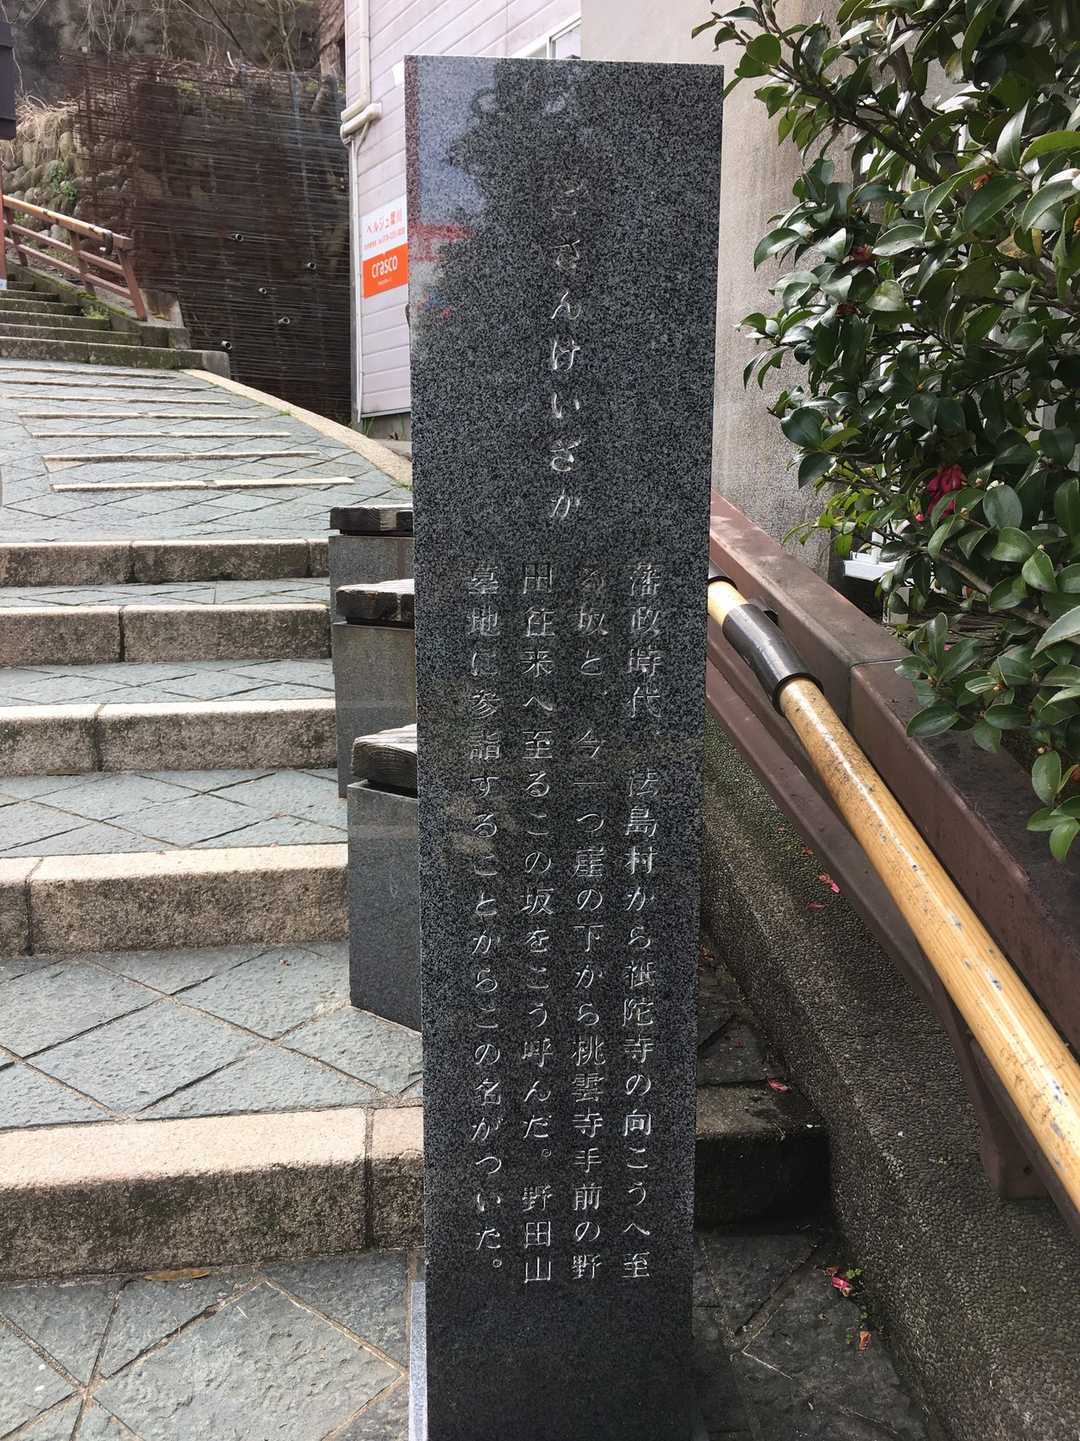 ごさんけいざか
藩政時代、法島村から祇陀寺の向こうへ至
る坂と、今一つ崖の下から桃雲寺手前の野
田往来へ至るこの坂をこう呼んだ。野田山
墓地に参詣することからこの名がついた。
crasco